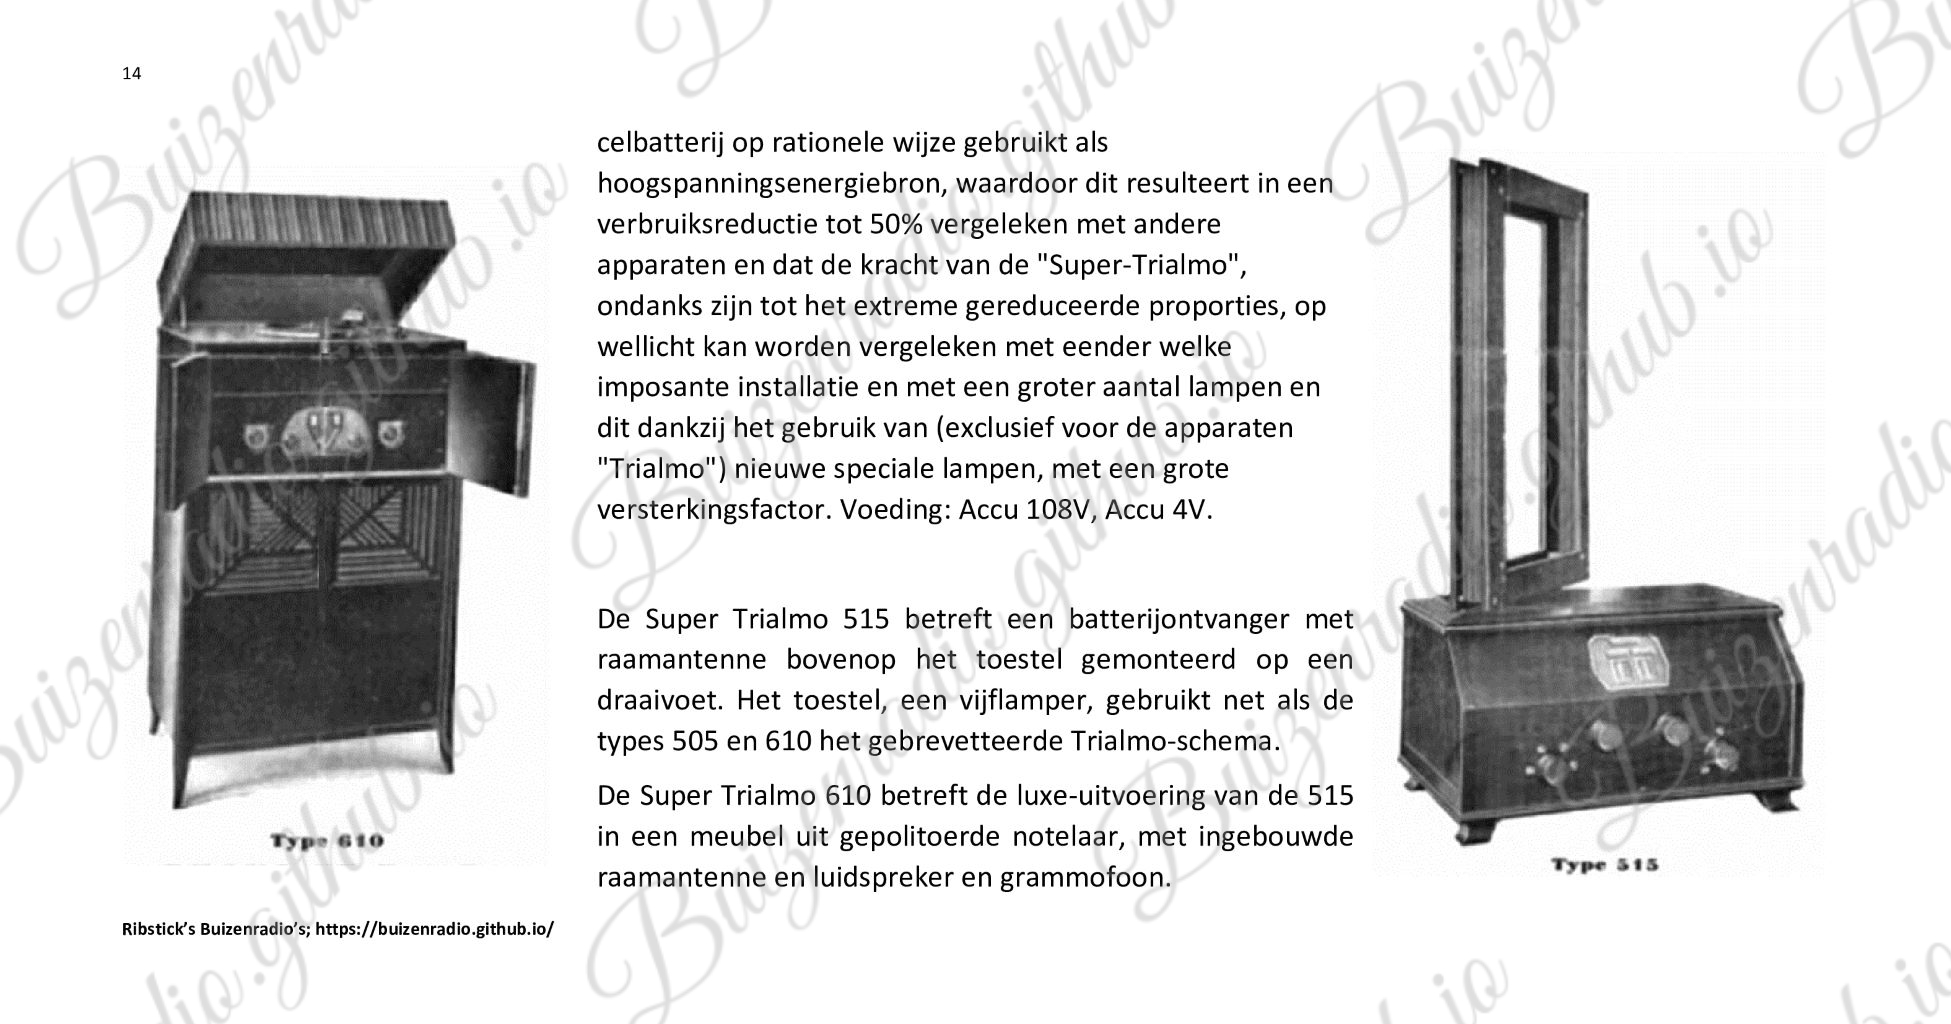 14
celbatterij op rationele wijze gebruikt als
hoogspanningsenergiebron, waardoor dit resulteert in een
verbruiksreductie tot 50% vergeleken met andere
apparaten en dat de kracht van de "Super-Trialmo",
ondanks zijn tot het extreme gereduceerde proporties, op
wellicht kan worden vergeleken met eender welke
imposante installatie en met een groter aantal lampen en
dit dankzij het gebruik van (exclusief voor de apparaten
"Trialmo") nieuwe speciale lampen, met een grote
versterkingsfactor. Voeding: Accu 108V, Accu 4V.
De Super Trialmo 515 betreft een batterijontvanger met
raamantenne bovenop het toestel gemonteerd op een
draaivoet. Het toestel, een vijflamper, gebruikt net als de
types 505 en 610 het gebrevetteerde Trialmo-schema.
De Super Trialmo 610 betreft de luxe-uitvoering van de 515
in een meubel uit gepolitoerde notelaar, met ingebouwde
raamantenne en luidspreker en grammofoon.
Type 610
Type 515
Ribstick’s Buizenradio’s; https://buizenradio.github.io/
Buizenradio.github.io